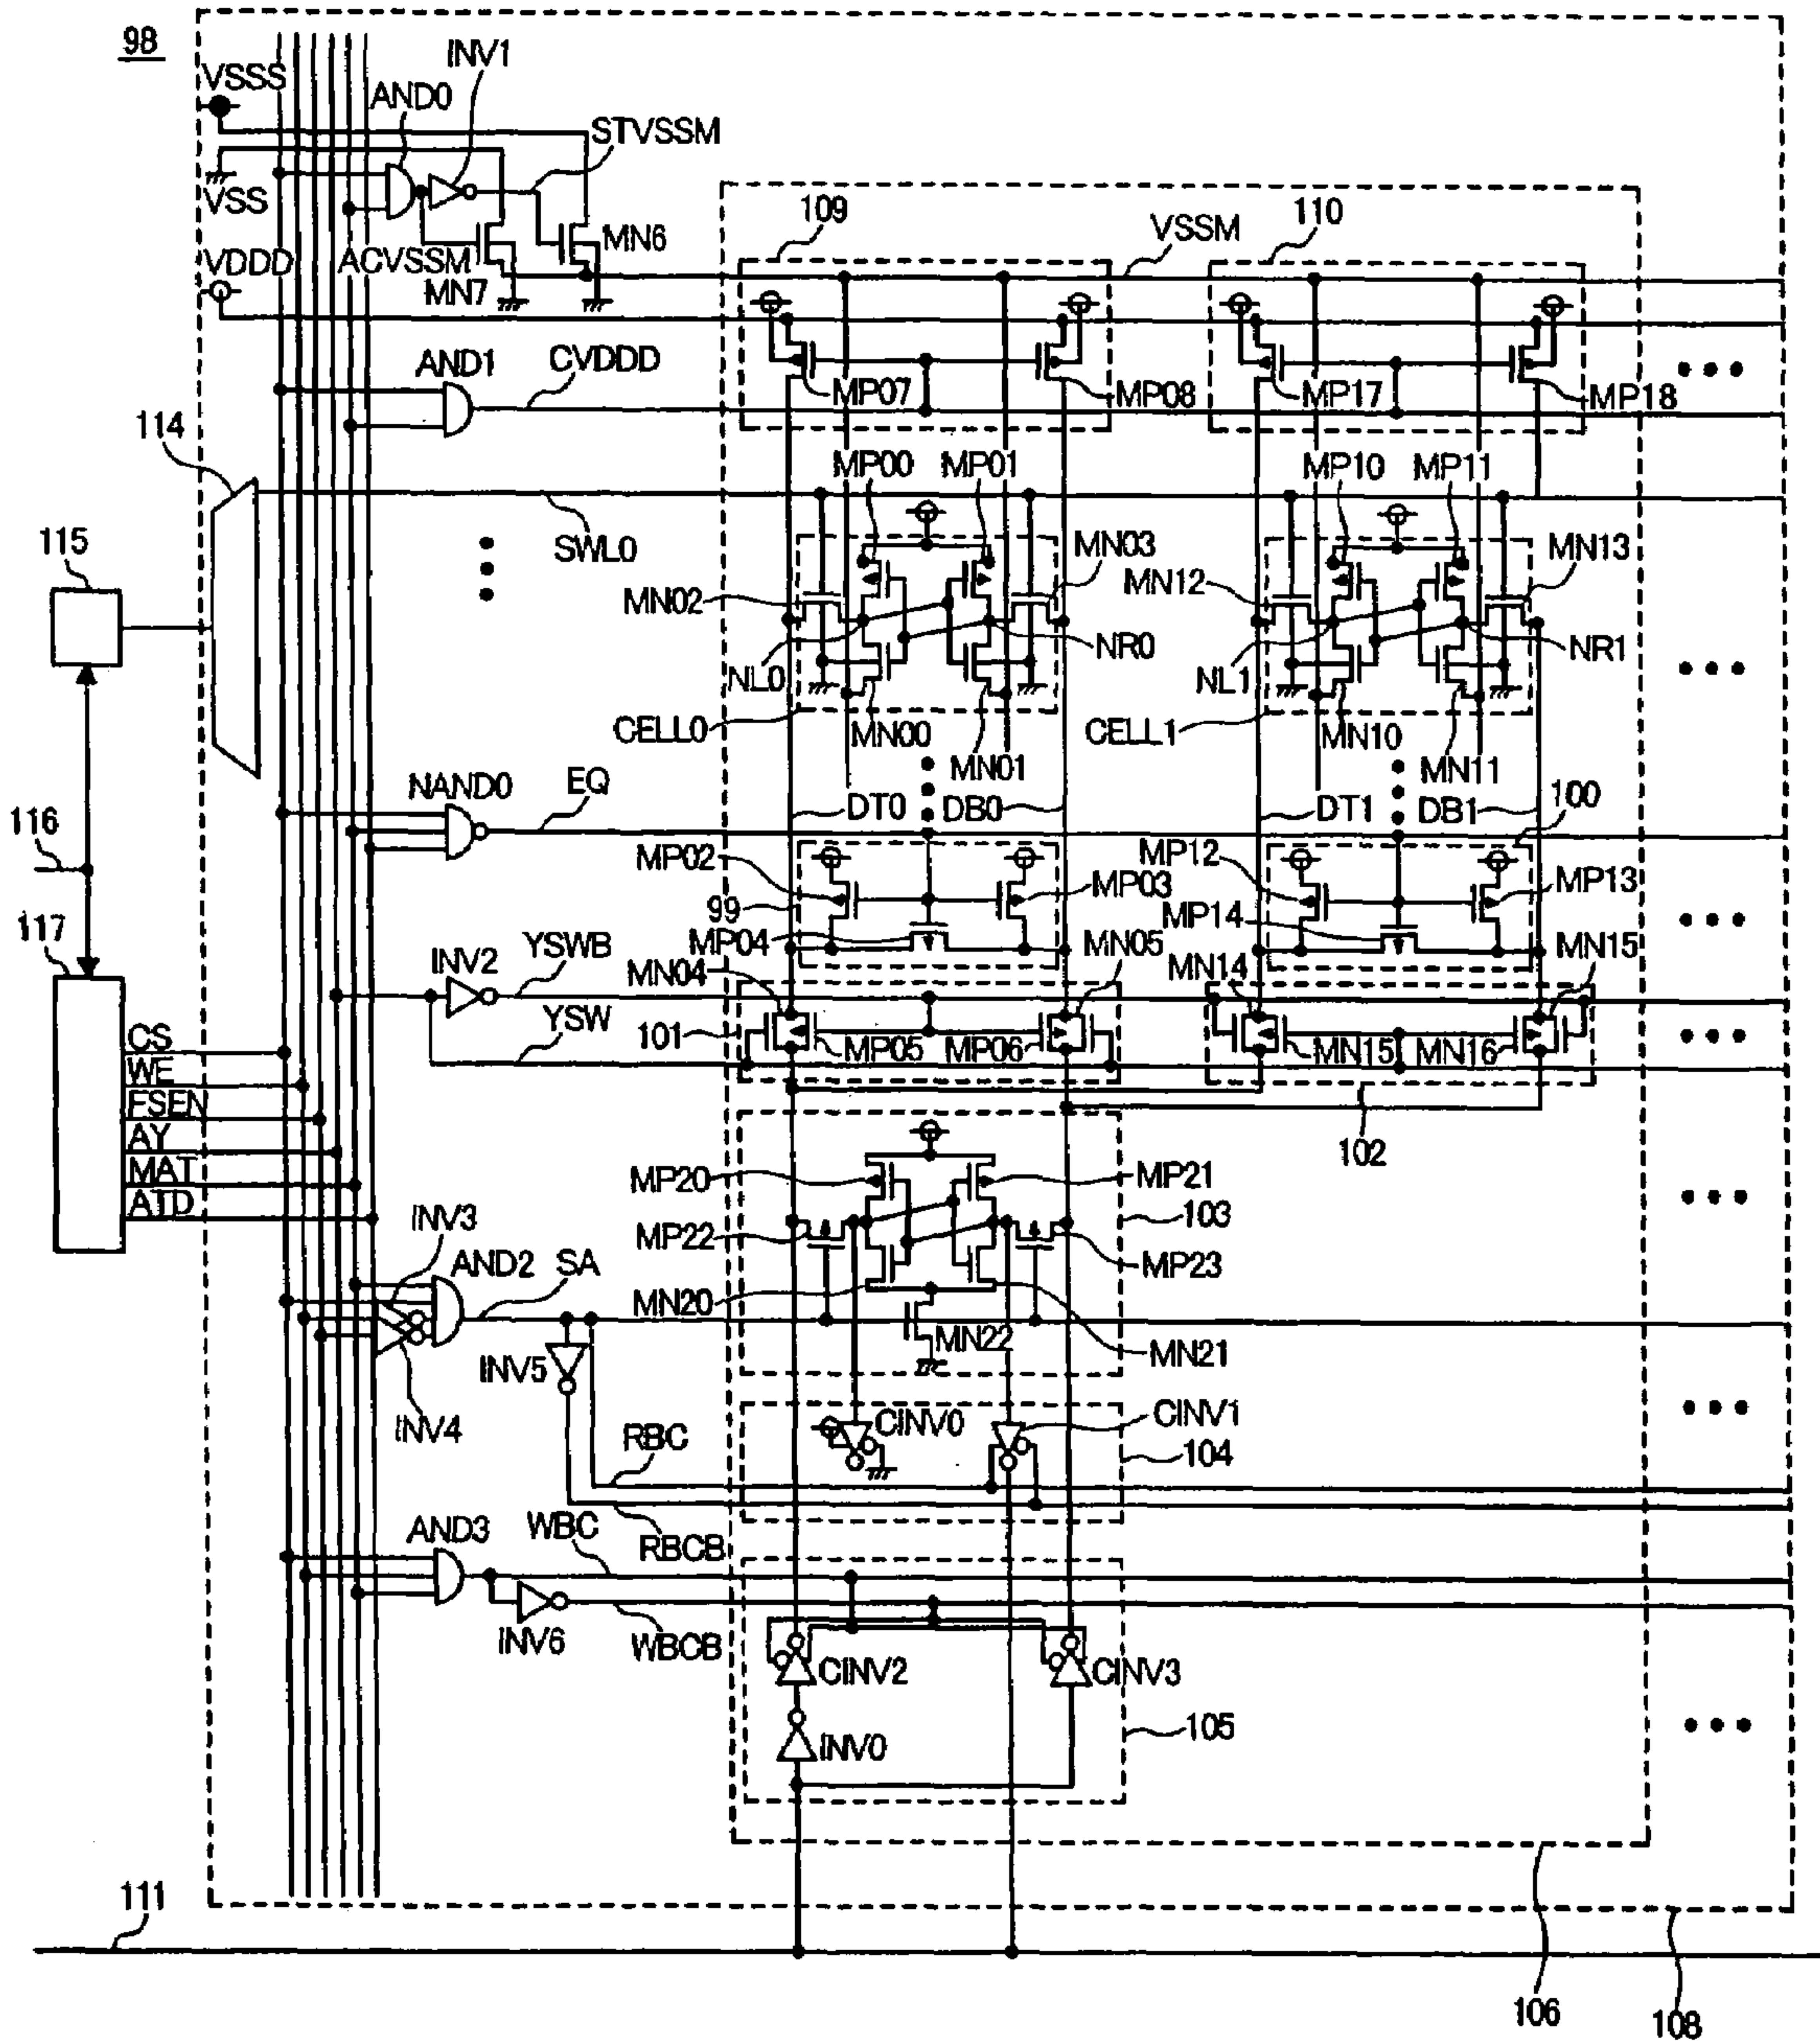 98
INV1
VSSS
AND0
STVSSM
VSS
109
110
VSSM
MN6
VDDD
ACVSSM
MN7
AND1
CVDDD
MP07
MP08
MP17
MP18
114
MP00
MP01
MP10
MP11
115
SWL0
MN03
MN13
MN02
MN12
NL0
NR0
NL1
NR1
CELL0
MN00
CELL1
MN10
MN01
MN11
NAND0
EQ
DT0
DB0
DT1
DB1
100
116
MP02
MP12
MP03
MP13
99
MP14
117
MP04
MN05
MN15
INV2
YSWB
MN04
MN14
YSW
101
CS
MP05
MP06
MN15
MN16
WE
FSEN
AY
102
MAT
MP20
MP21
ATD
INV3
103
MP22
AND2
SA
MP23
MN20
INV5
MN22
MN21
INV4
CINV0
CINV1
RBC
104
AND3
WBC
RBCB
INV6
WBCB
CINV2
CINV3
INV0
105
111
106
108